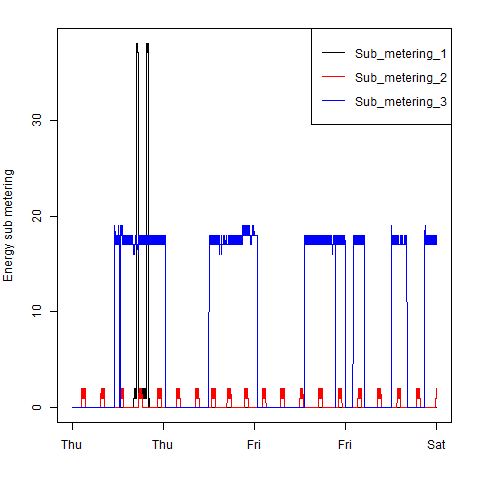 Sub_metering_1
Sub_metering_2
Sub_metering_3
Energy sub metering
30
20
10
0
Thu Thu Fri Fri Sat